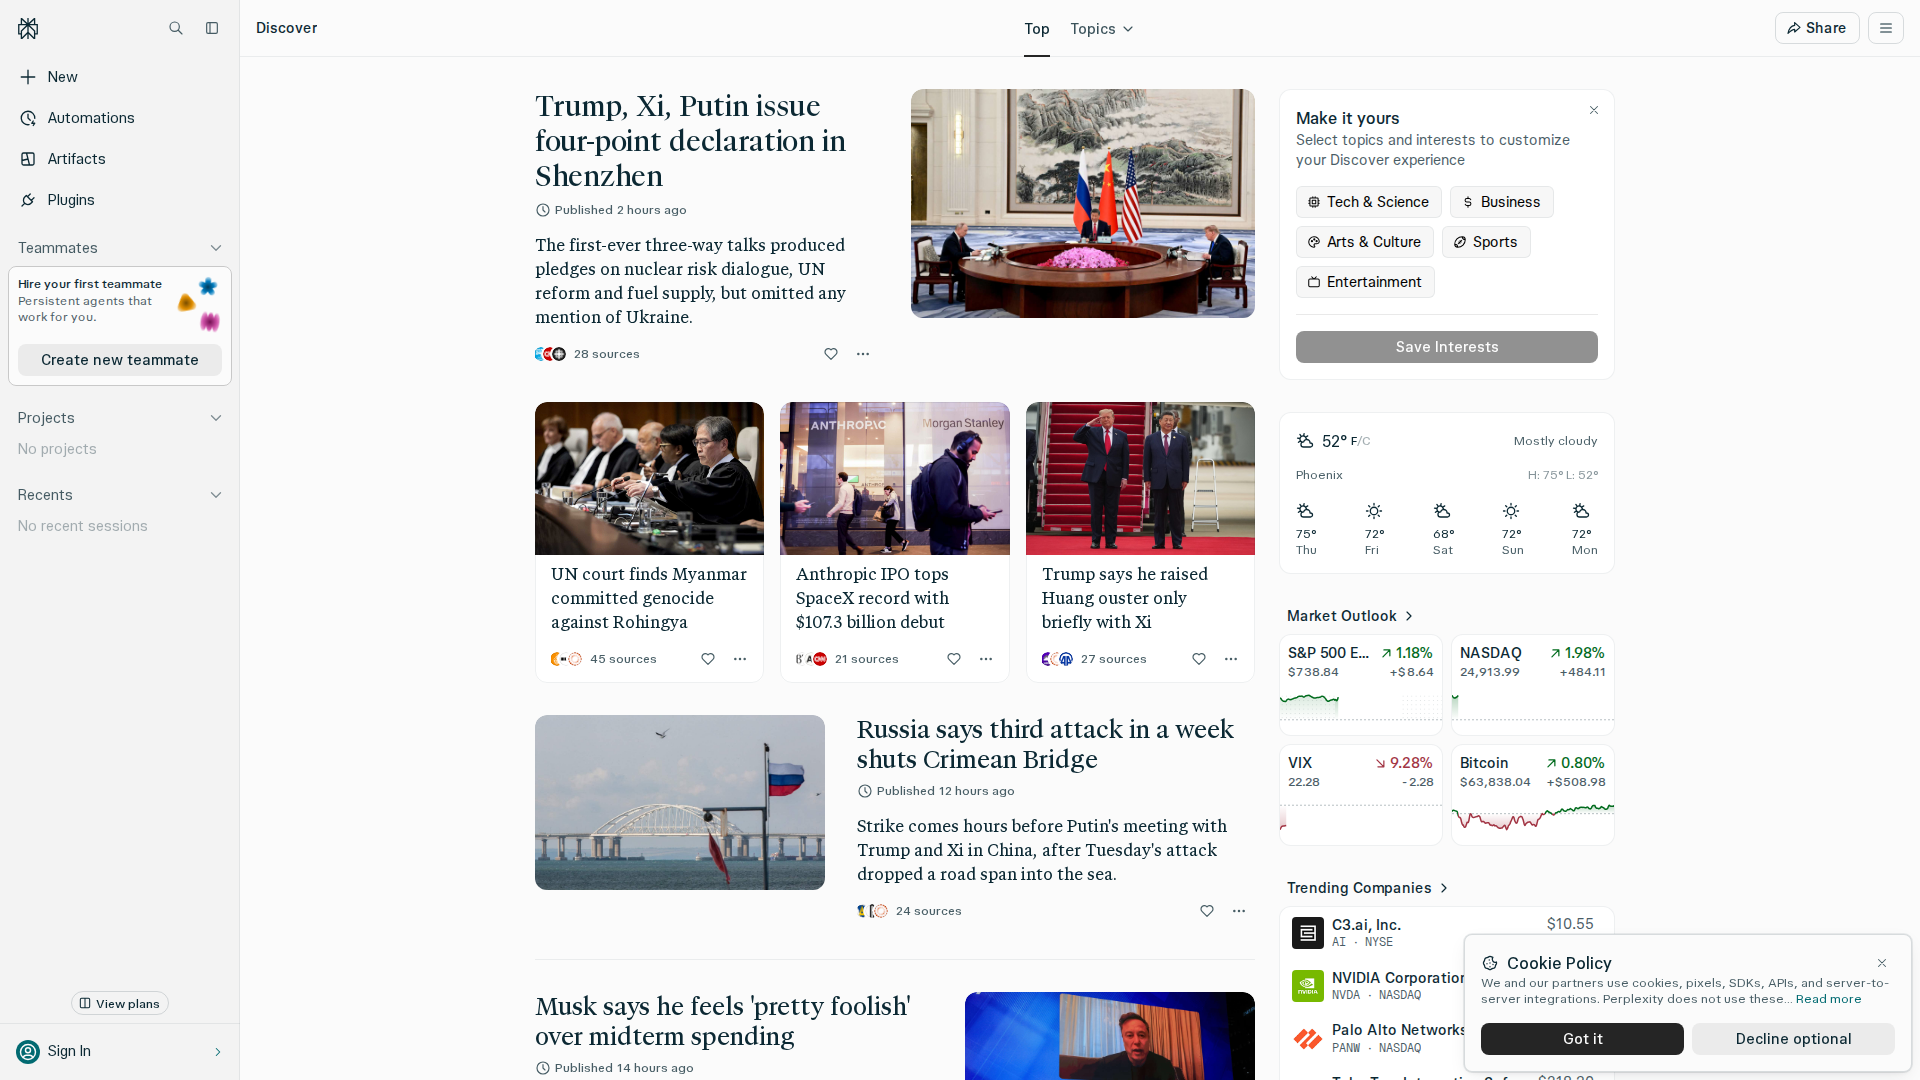 Discover
Top
Topics
Share
New
Automations
Artifacts
Plugins
Teammates
Hire your first teammate
Persistent agents that
work for you.
Create new teammate
Projects
No projects
Recents
No recent sessions
View plans
Sign In
Trump, Xi, Putin issue
four-point declaration in
Shenzhen
Published 2 hours ago
The first-ever three-way talks produced
pledges on nuclear risk dialogue, UN
reform and fuel supply, but omitted any
mention of Ukraine.
28 sources
ANTHROP\C
Morgan Stanley
UN court finds Myanmar
committed genocide
against Rohingya
45 sources
Anthropic IPO tops
SpaceX record with
$107.3 billion debut
21 sources
Trump says he raised
Huang ouster only
briefly with Xi
27 sources
Russia says third attack in a week
shuts Crimean Bridge
Published 12 hours ago
Strike comes hours before Putin's meeting with
Trump and Xi in China, after Tuesday's attack
dropped a road span into the sea.
24 sources
Musk says he feels 'pretty foolish'
over midterm spending
Published 14 hours ago
Make it yours
Select topics and interests to customize
your Discover experience
Tech & Science
Business
Arts & Culture
Sports
Entertainment
Save Interests
52° F/C
Mostly cloudy
Phoenix
H: 75° L: 52°
75° 72° 68° 72° 72°
Thu Fri Sat Sun Mon
Market Outlook
S&P 500 E... 1.18%
$738.84 +$8.64
NASDAQ 1.98%
24,913.99 +484.11
VIX 9.28%
22.28 -2.28
Bitcoin 0.80%
$63,838.04 +$508.98
Trending Companies
C3.ai, Inc. $10.55
AI · NYSE
NVIDIA Corporation
NVDA · NASDAQ
Palo Alto Networks
PANW · NASDAQ
Cookie Policy
We and our partners use cookies, pixels, SDKs, APIs, and server-to-
server integrations. Perplexity does not use these... Read more
Got it
Decline optional